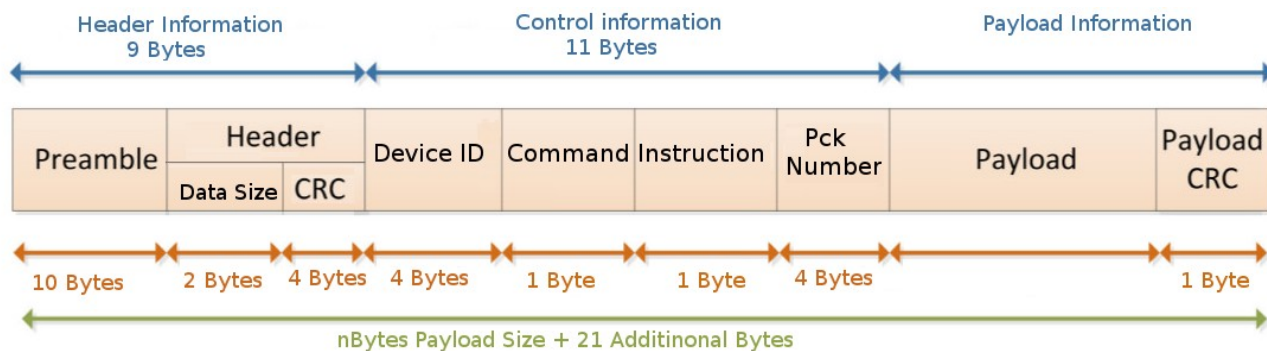 Header Information
9 Bytes
Control information
11 Bytes
Payload Information
Preamble
Header
Data Size
CRC
Device ID
Command
Instruction
Pck
Number
Payload
Payload
CRC
10 Bytes
2 Bytes
4 Bytes
4 Bytes
1 Byte
1 Byte
4 Bytes
1 Byte
nBytes Payload Size + 21 Additinonal Bytes